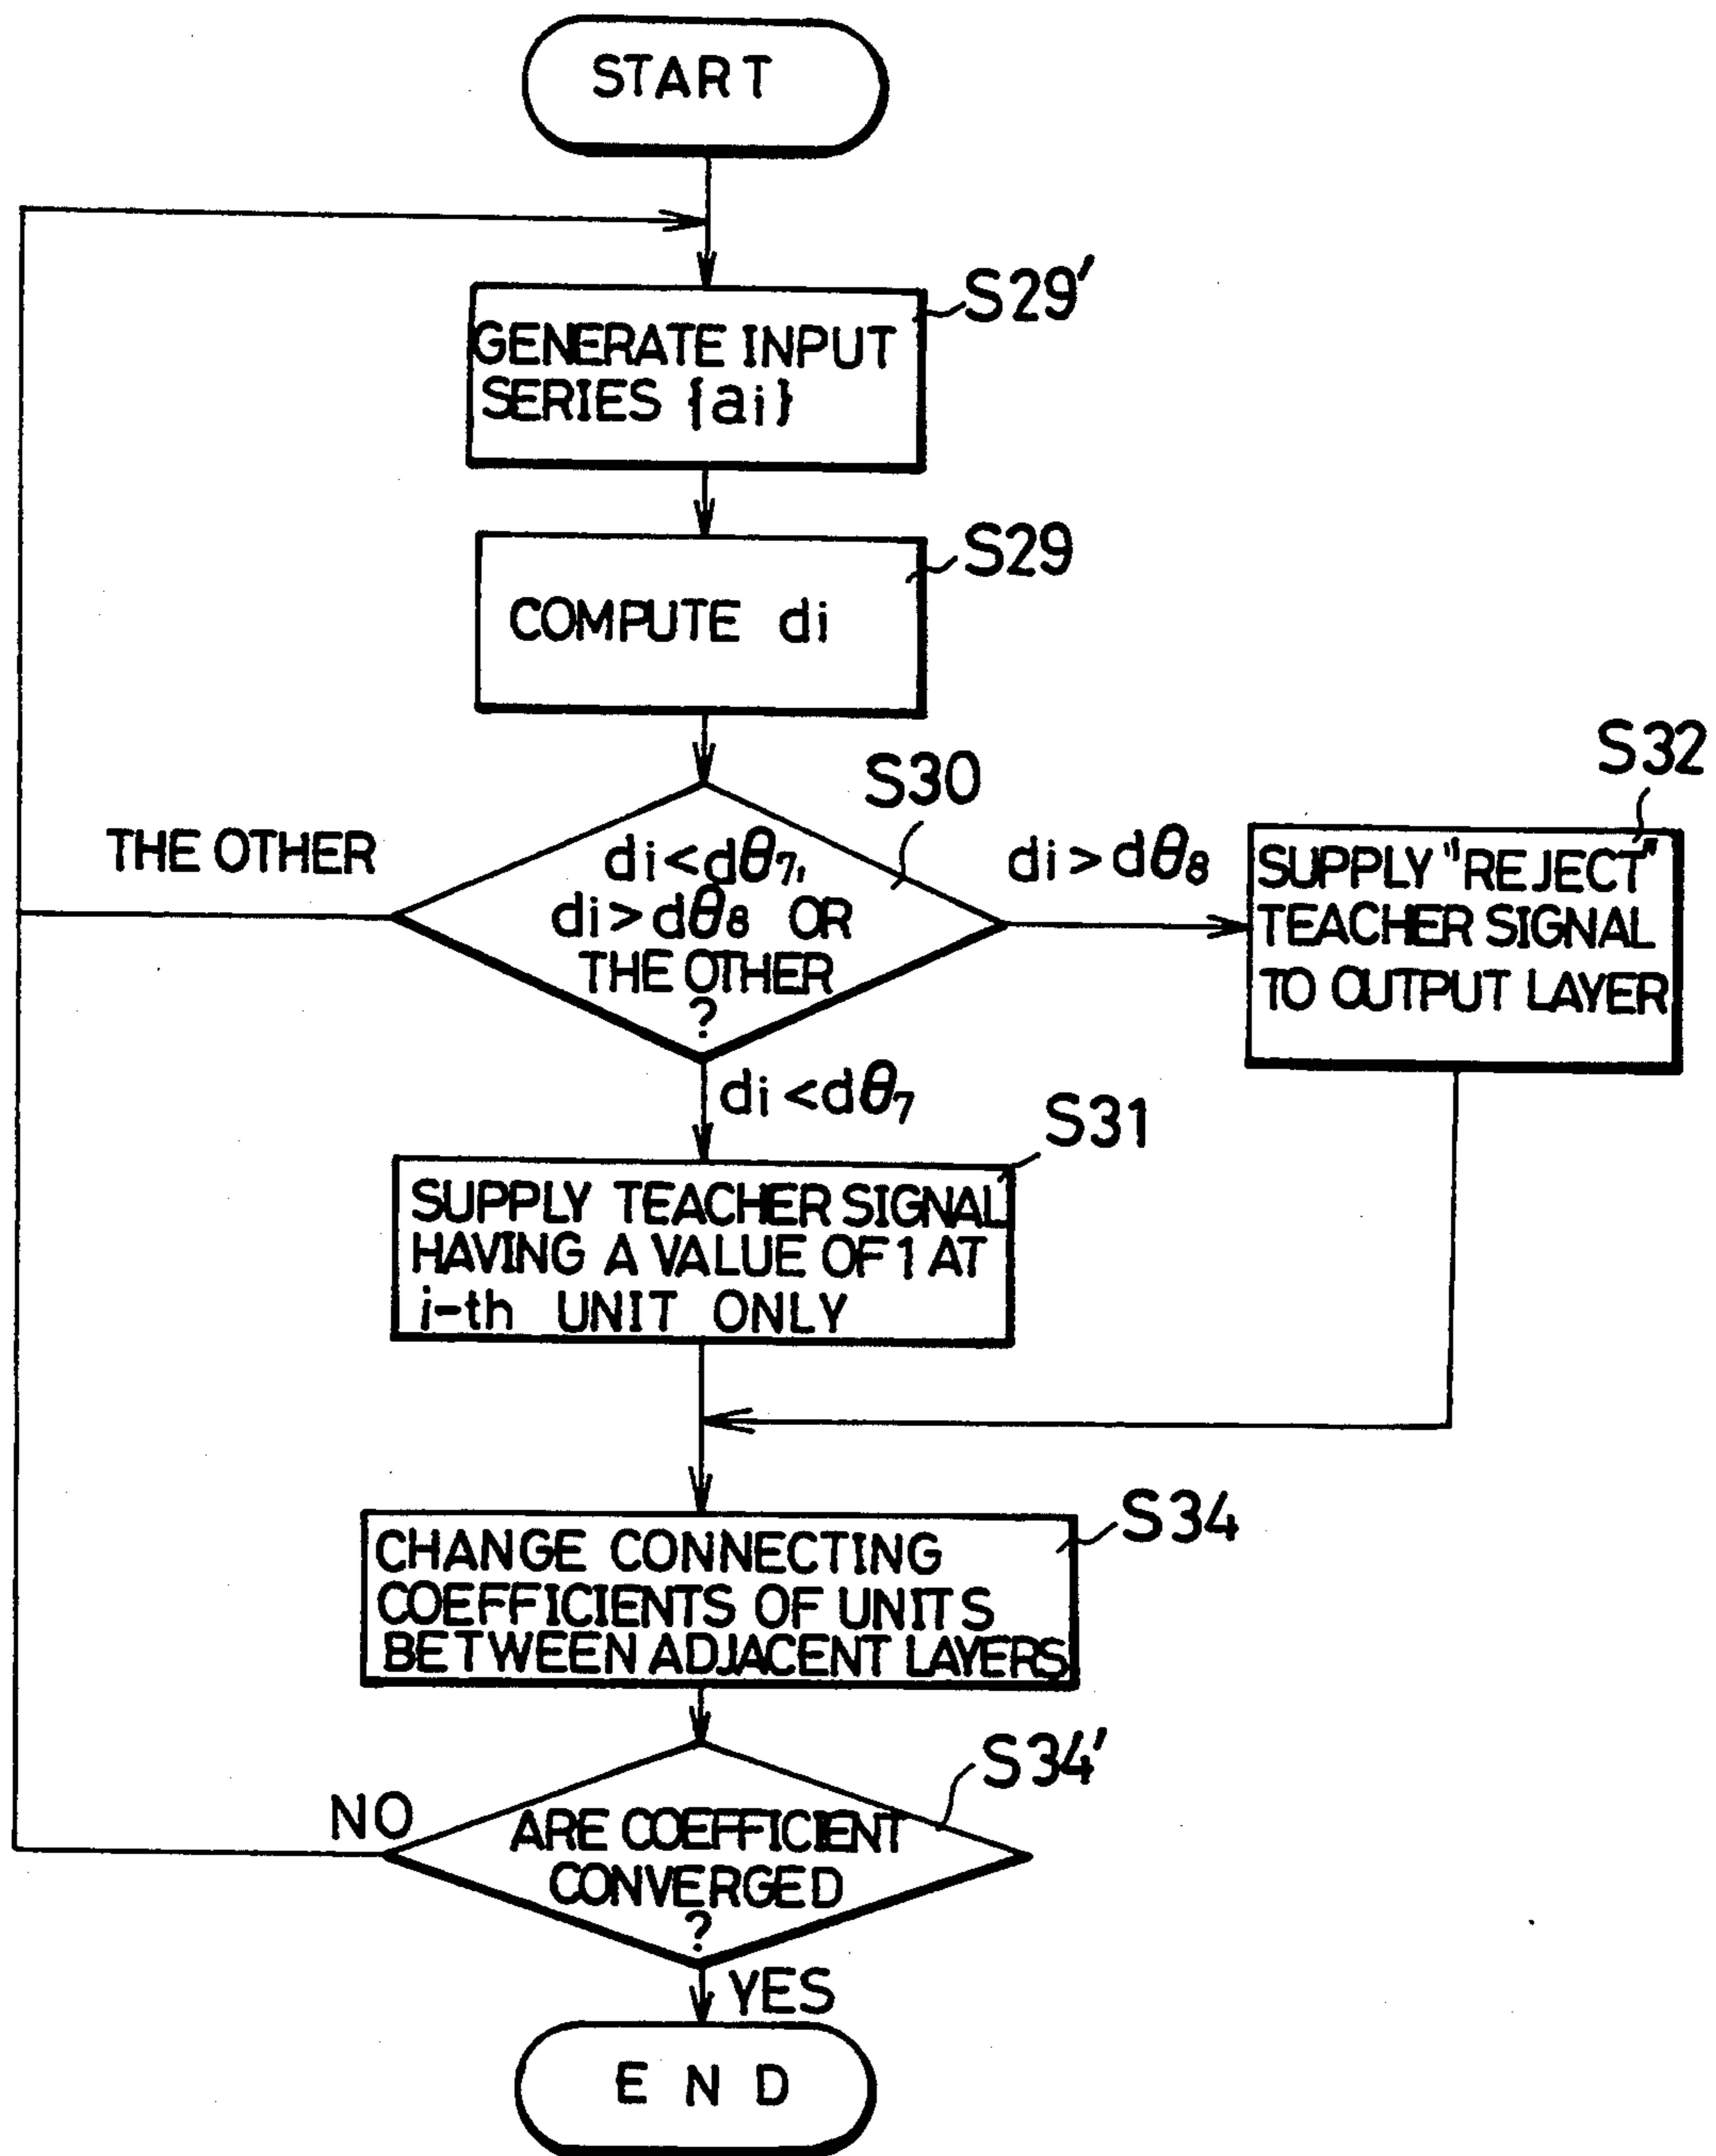 START
S29'
GENERATE INPUT
SERIES {ai}
S29
COMPUTE di
S30
S32
THE OTHER
di<dθ7,
di>dθ8 OR
THE OTHER
?
di>dθ8
SUPPLY "REJECT"
TEACHER SIGNAL
TO OUTPUT LAYER
di<dθ7
S31
SUPPLY TEACHER SIGNAL
HAVING A VALUE OF 1 AT
i-th UNIT ONLY
S34
CHANGE CONNECTING
COEFFICIENTS OF UNITS
BETWEEN ADJACENT LAYERS
S34'
NO
ARE COEFFICIENT
CONVERGED
?
YES
END